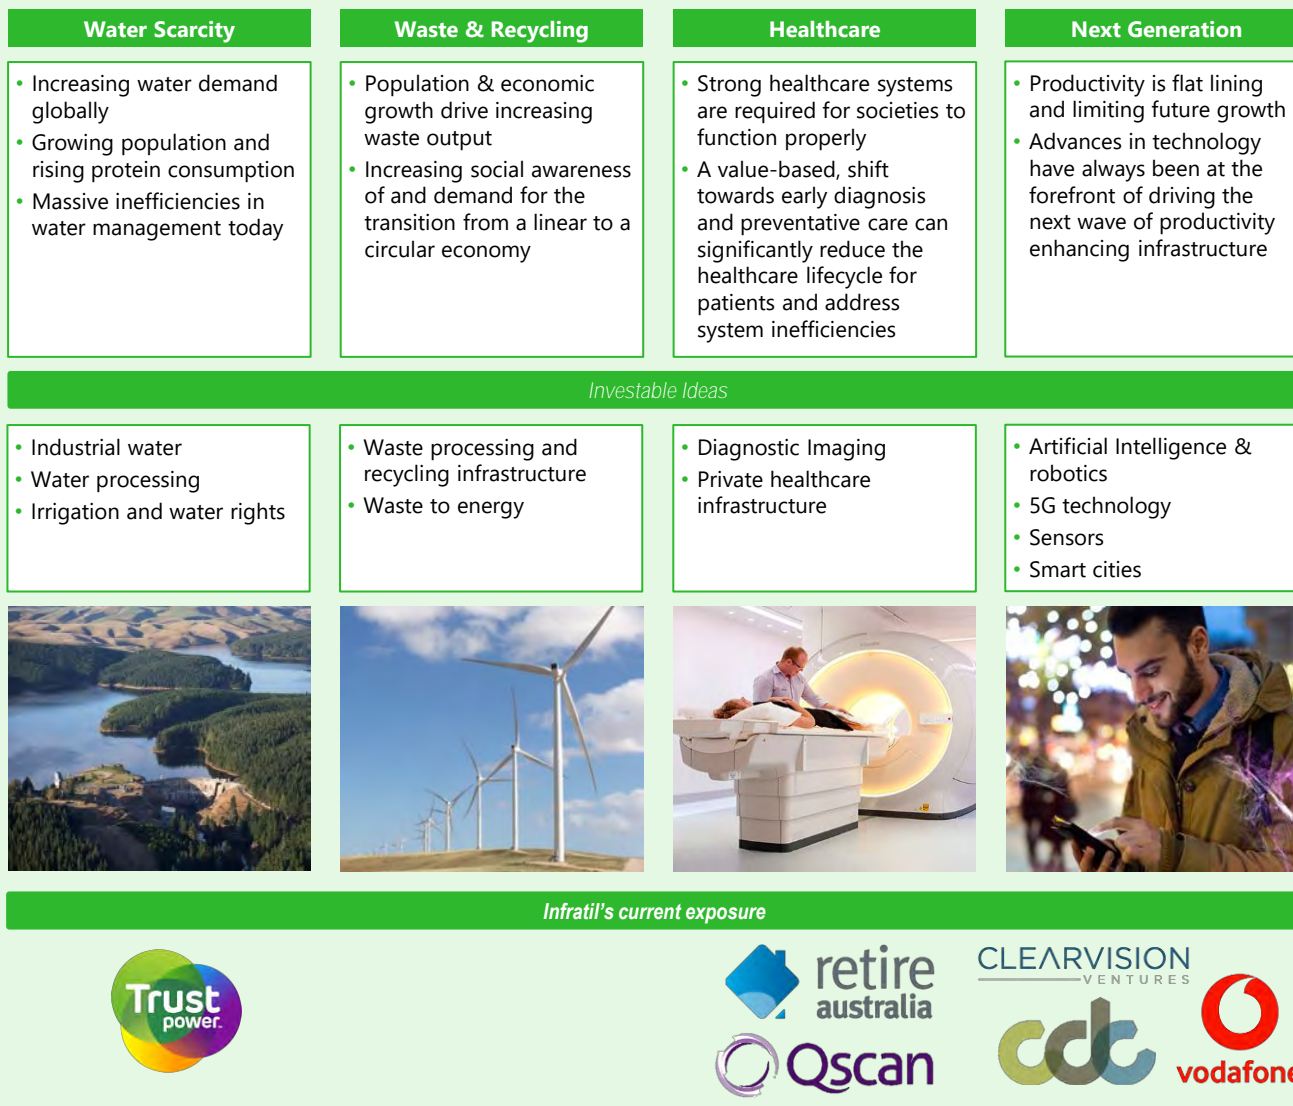 Water Scarcity
• Increasing water demand
globally
• Growing population and
rising protein consumption
• Massive inefficiencies in
water management today
Waste & Recycling
• Population & economic
growth drive increasing
waste output
• Increasing social awareness
of and demand for the
transition from a linear to a
circular economy
Healthcare
• Strong healthcare systems
are required for societies to
function properly
• A value-based, shift
towards early diagnosis
and preventative care can
significantly reduce the
healthcare lifecycle for
patients and address
system inefficiencies
Next Generation
• Productivity is flat lining
and limiting future growth
• Advances in technology
have always been at the
forefront of driving the
next wave of productivity
enhancing infrastructure
Investable Ideas
• Industrial water
• Water processing
• Irrigation and water rights
• Waste processing and
recycling infrastructure
• Waste to energy
• Diagnostic Imaging
• Private healthcare
infrastructure
• Artificial Intelligence &
robotics
• 5G technology
• Sensors
• Smart cities
Infratil's current exposure
Trust
power.
retire
australia
Qscan
CLEARVISION
VENTURES
cdc
vodafone